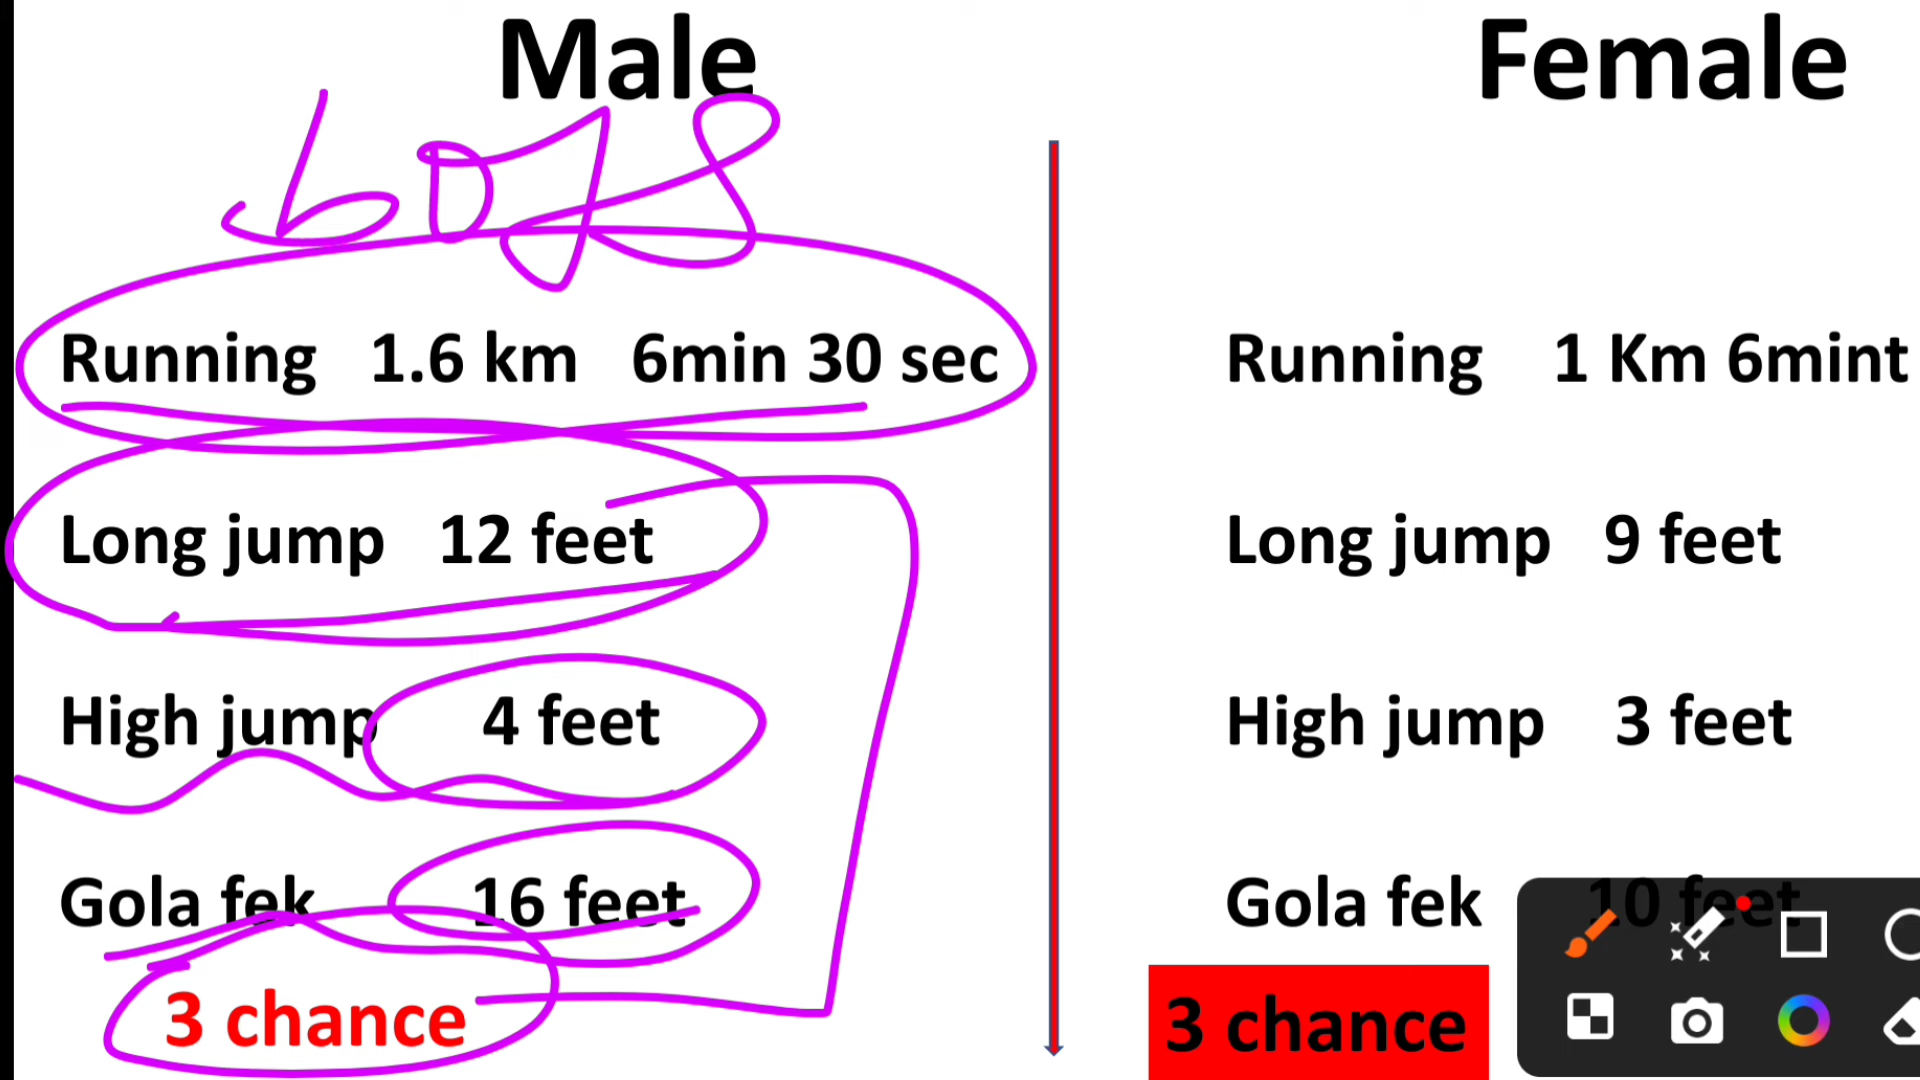 Male
Female
boys
Running 1.6 km 6min 30 sec
Running 1 Km 6mint
Long jump 12 feet
Long jump 9 feet
High jump 4 feet
High jump 3 feet
Gola fek 16 feet
Gola fek 10 feet
3 chance
3 chance